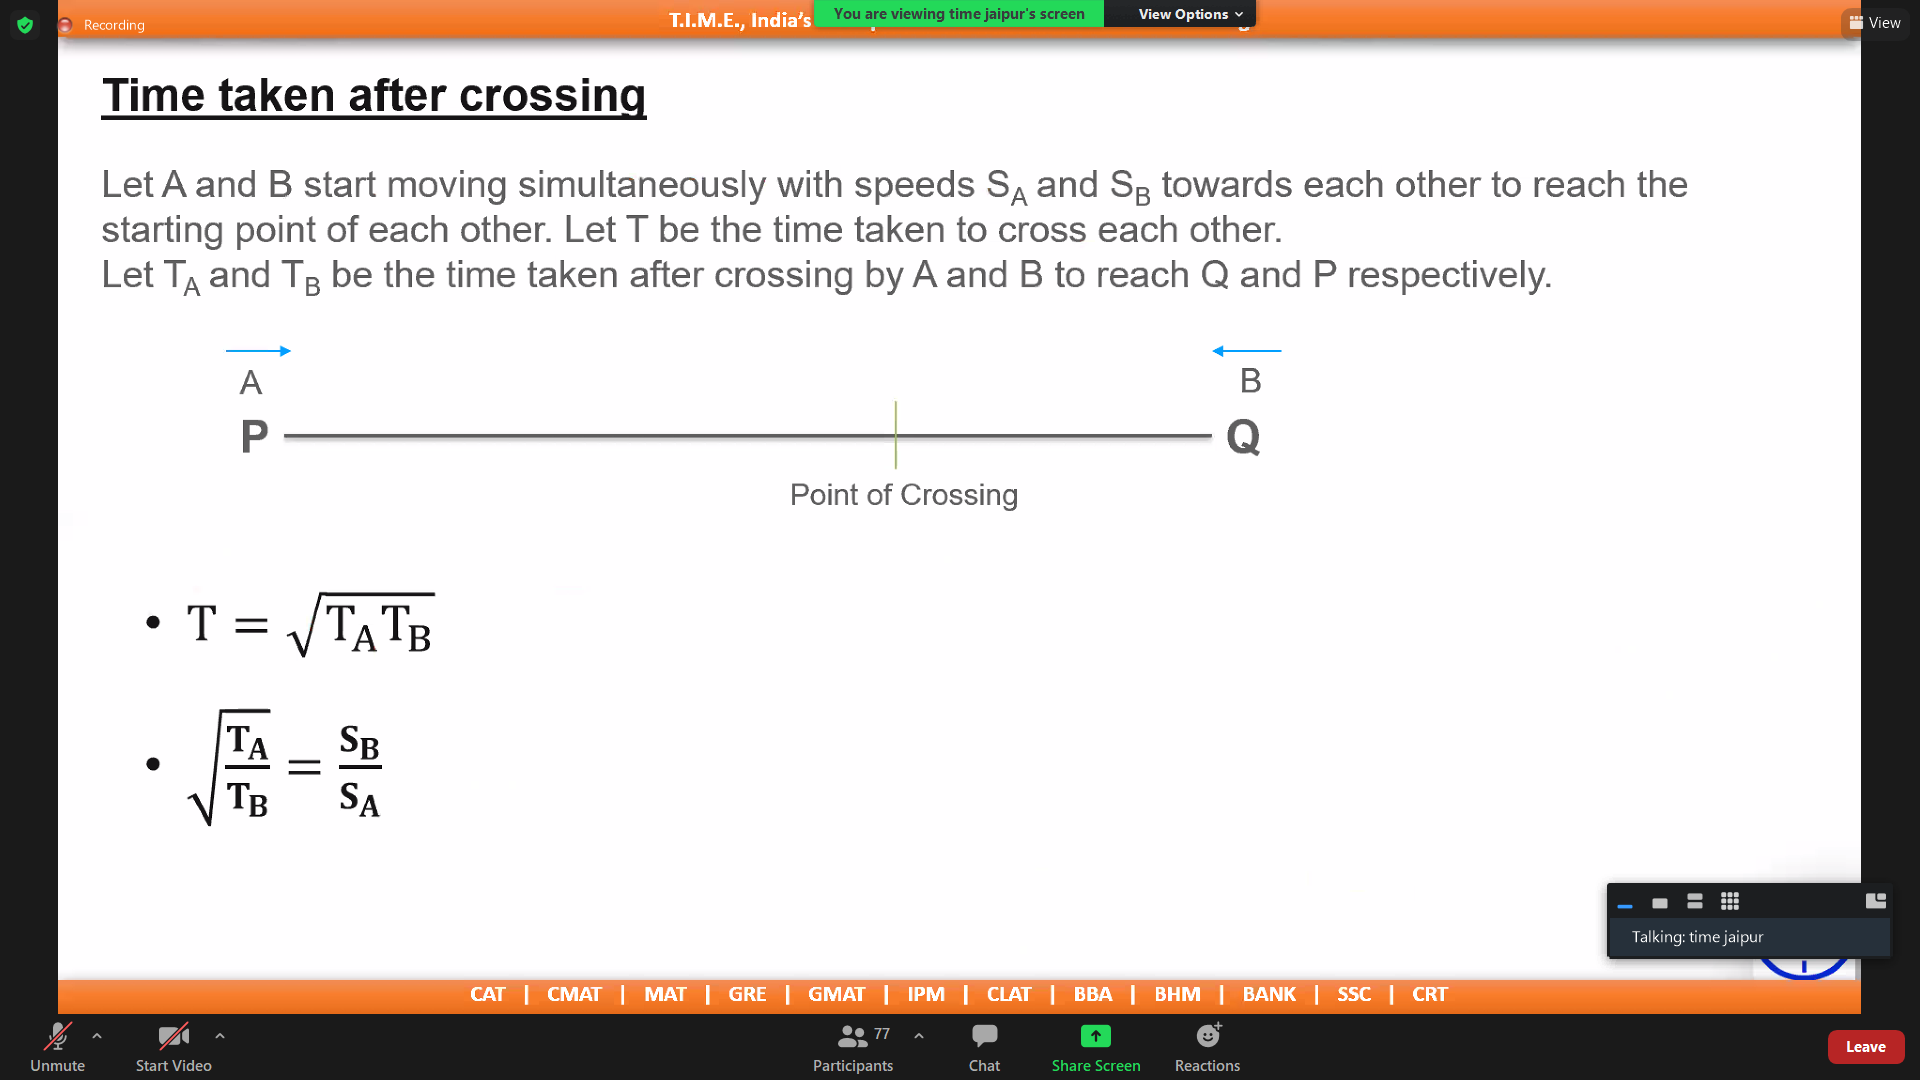 Recording
T.I.M.E., India's
You are viewing time jaipur's screen
View Options
View
Time taken after crossing
Let A and B start moving simultaneously with speeds S_A and S_B towards each other to reach the
starting point of each other. Let T be the time taken to cross each other.
Let T_A and T_B be the time taken after crossing by A and B to reach Q and P respectively.
A
B
P
Q
Point of Crossing
• T = √(T_A T_B)
• √(T_A/T_B) = S_B/S_A
Talking: time jaipur
CAT | CMAT | MAT | GRE | GMAT | IPM | CLAT | BBA | BHM | BANK | SSC | CRT
77
Unmute
Start Video
Participants
Chat
Share Screen
Reactions
Leave